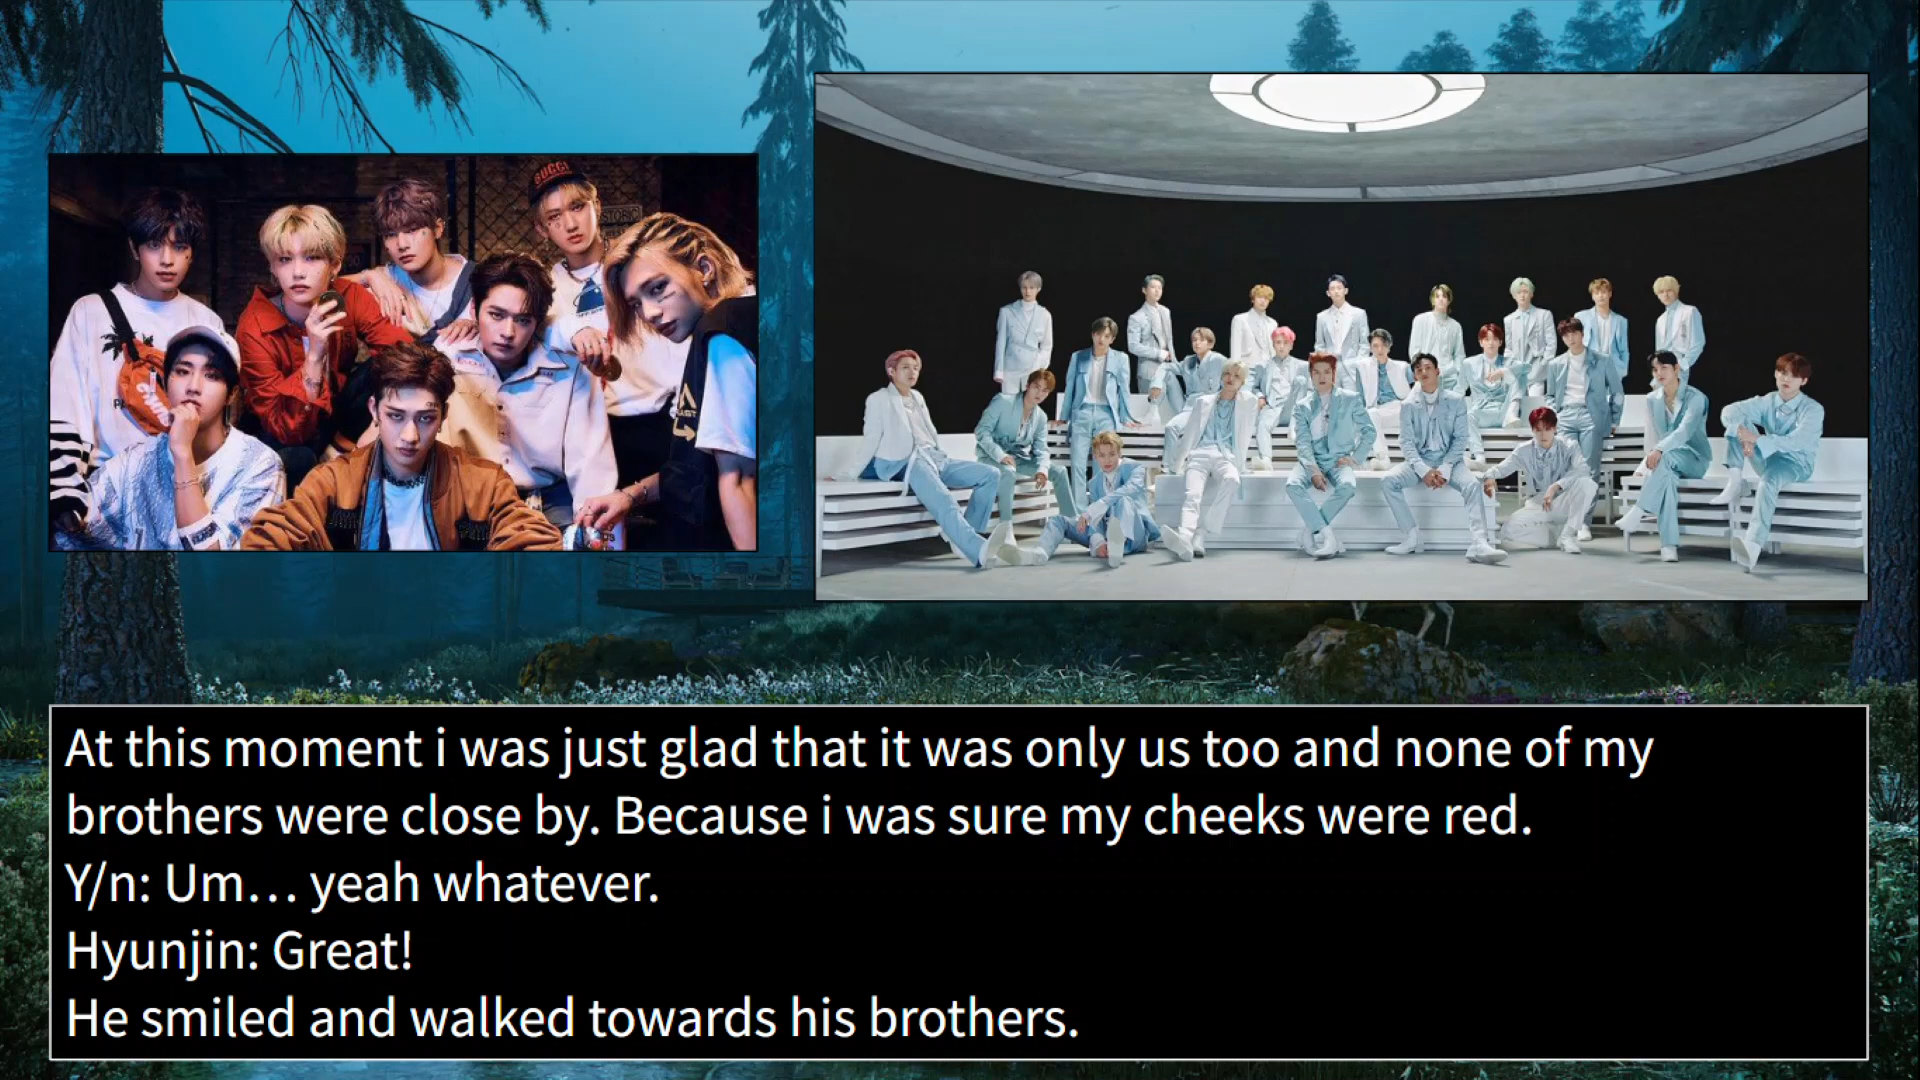 GUCCI
STORIC
At this moment i was just glad that it was only us too and none of my
brothers were close by. Because i was sure my cheeks were red.
Y/n: Um… yeah whatever.
Hyunjin: Great!
He smiled and walked towards his brothers.